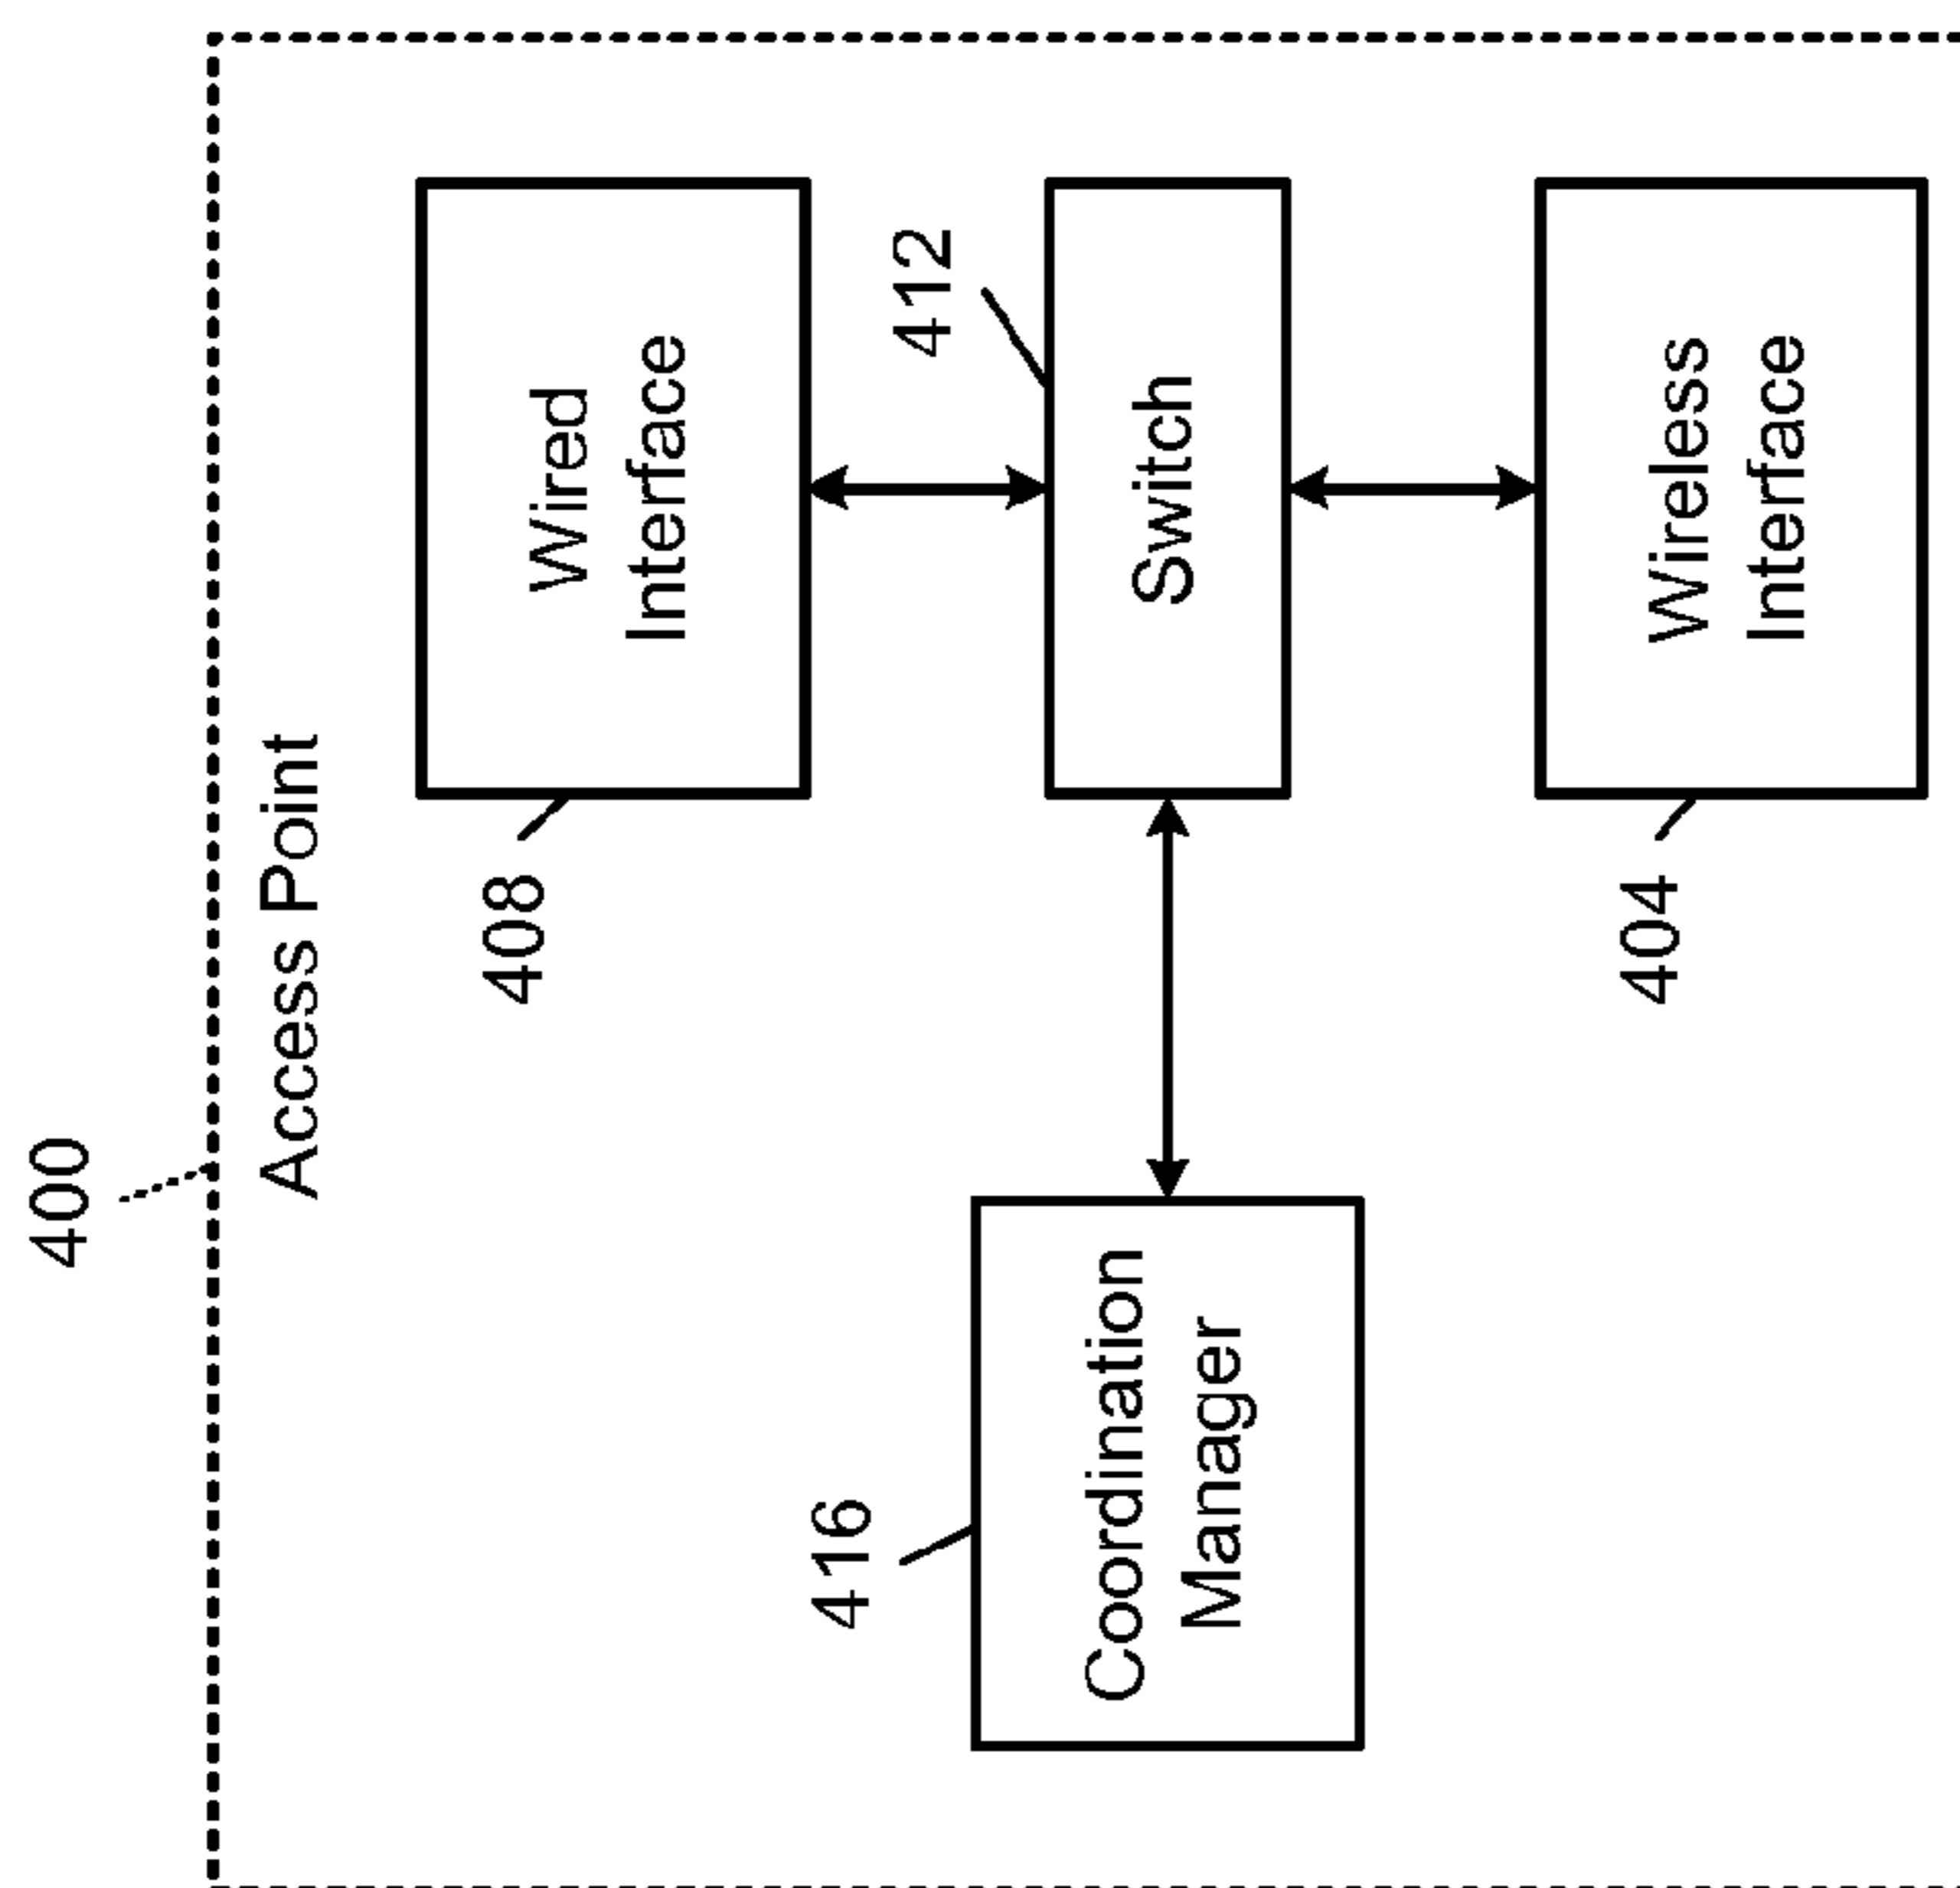 400
Access Point
408
Wired
Interface
412
Switch
416
Coordination
Manager
404
Wireless
Interface